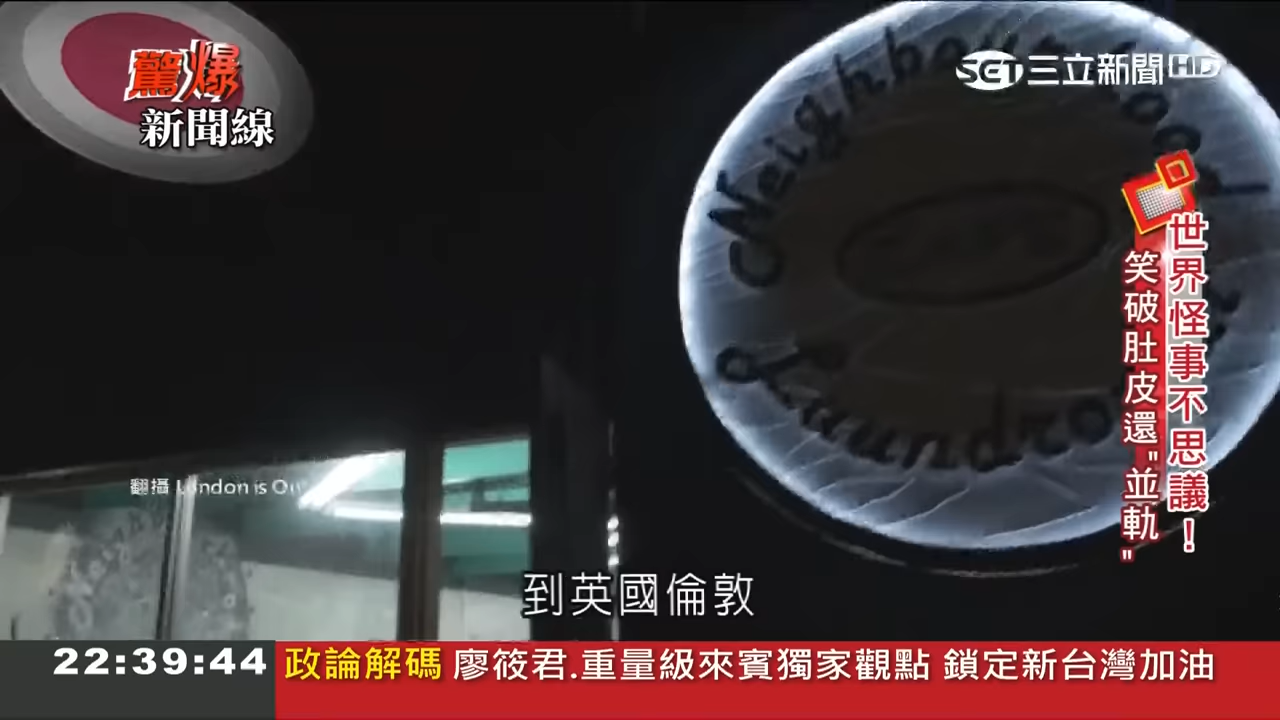 驚爆
新聞線
SET三立新聞HD
Neighbour
Laundro
世界怪事不思議！
笑破肚皮還"並軌"
翻攝 London is
到英國倫敦
22:39:44
政論解碼 廖筱君.重量級來賓獨家觀點 鎖定新台灣加油